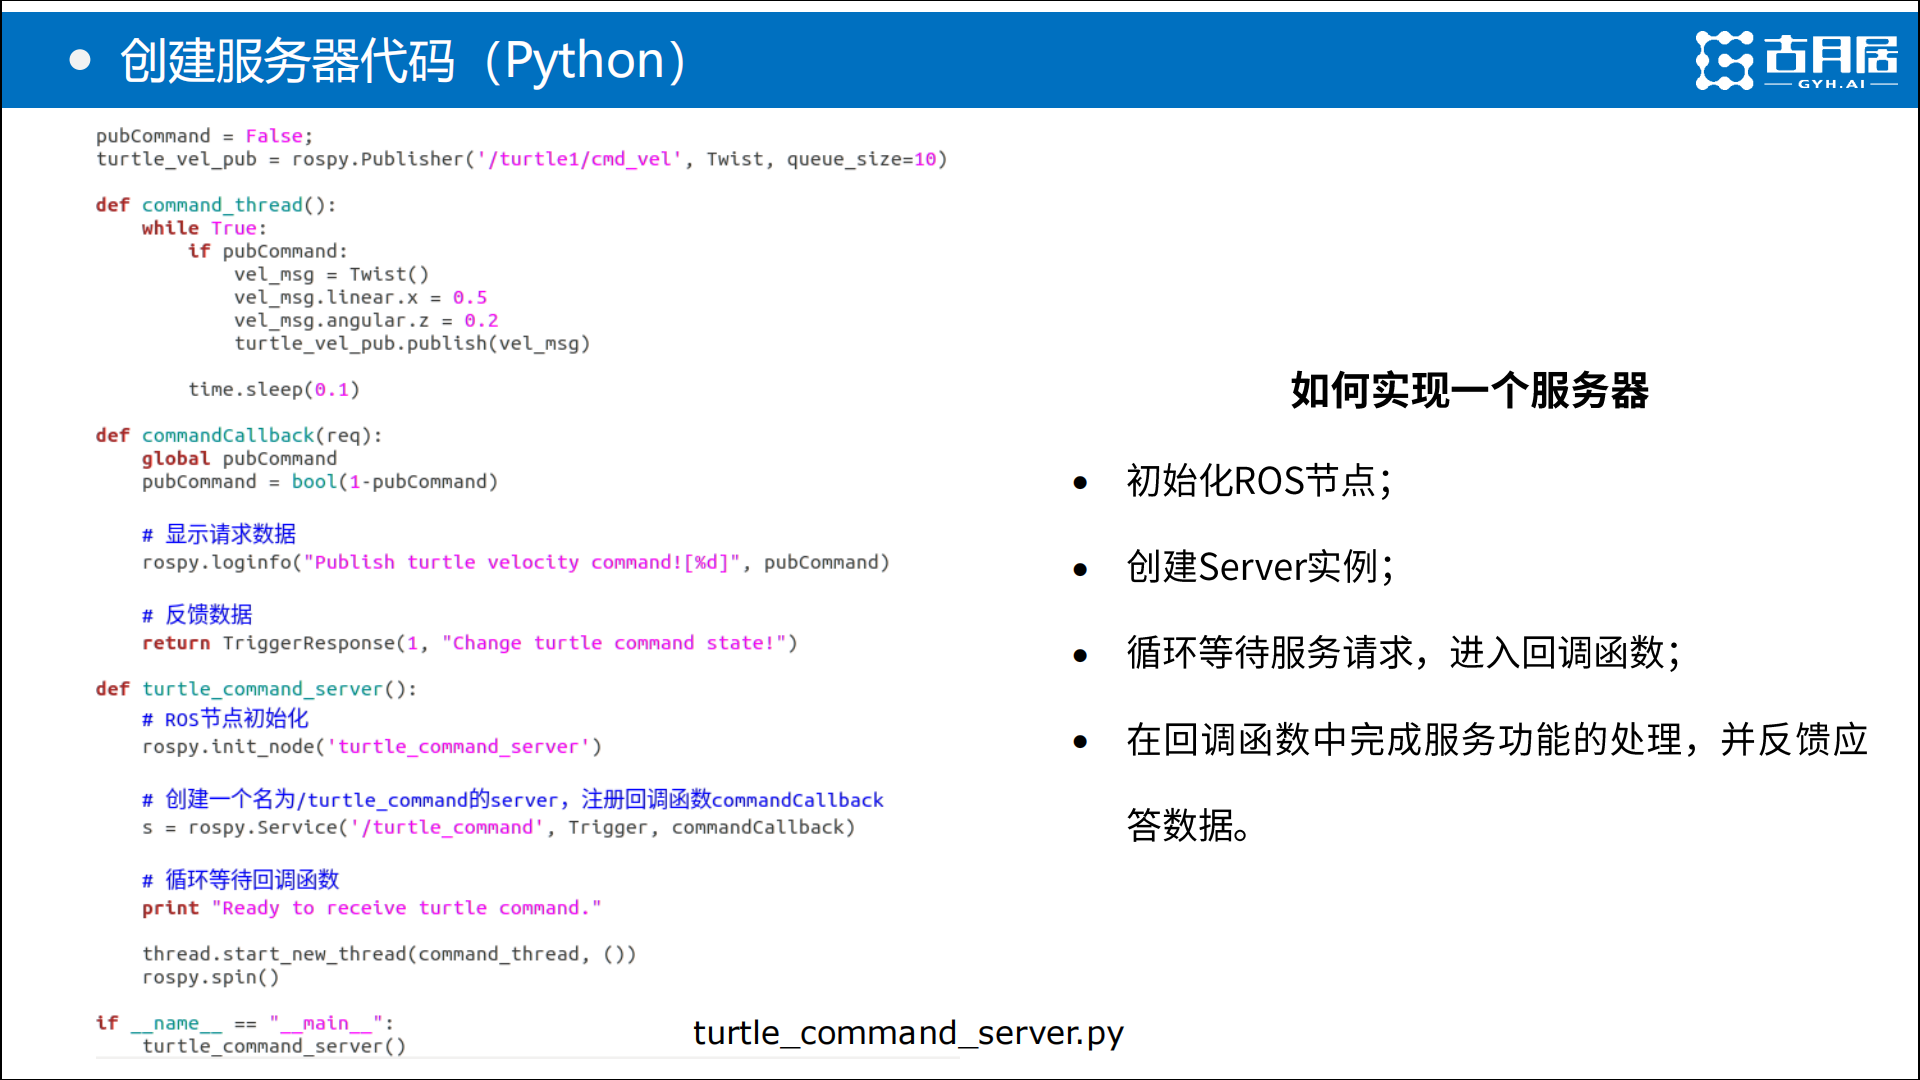 ● 创建服务器代码（Python）
古月居
GYH.AI
pubCommand = False;
turtle_vel_pub = rospy.Publisher('/turtle1/cmd_vel', Twist, queue_size=10)
def command_thread():
    while True:
        if pubCommand:
            vel_msg = Twist()
            vel_msg.linear.x = 0.5
            vel_msg.angular.z = 0.2
            turtle_vel_pub.publish(vel_msg)
        time.sleep(0.1)
def commandCallback(req):
    global pubCommand
    pubCommand = bool(1-pubCommand)
    # 显示请求数据
    rospy.loginfo("Publish turtle velocity command![%d]", pubCommand)
    # 反馈数据
    return TriggerResponse(1, "Change turtle command state!")
def turtle_command_server():
    # ROS节点初始化
    rospy.init_node('turtle_command_server')
    # 创建一个名为/turtle_command的server，注册回调函数commandCallback
    s = rospy.Service('/turtle_command', Trigger, commandCallback)
    # 循环等待回调函数
    print "Ready to receive turtle command."
    thread.start_new_thread(command_thread, ())
    rospy.spin()
if __name__ == "__main__":
    turtle_command_server()
turtle_command_server.py
如何实现一个服务器
● 初始化ROS节点；
● 创建Server实例；
● 循环等待服务请求，进入回调函数；
● 在回调函数中完成服务功能的处理，并反馈应
答数据。